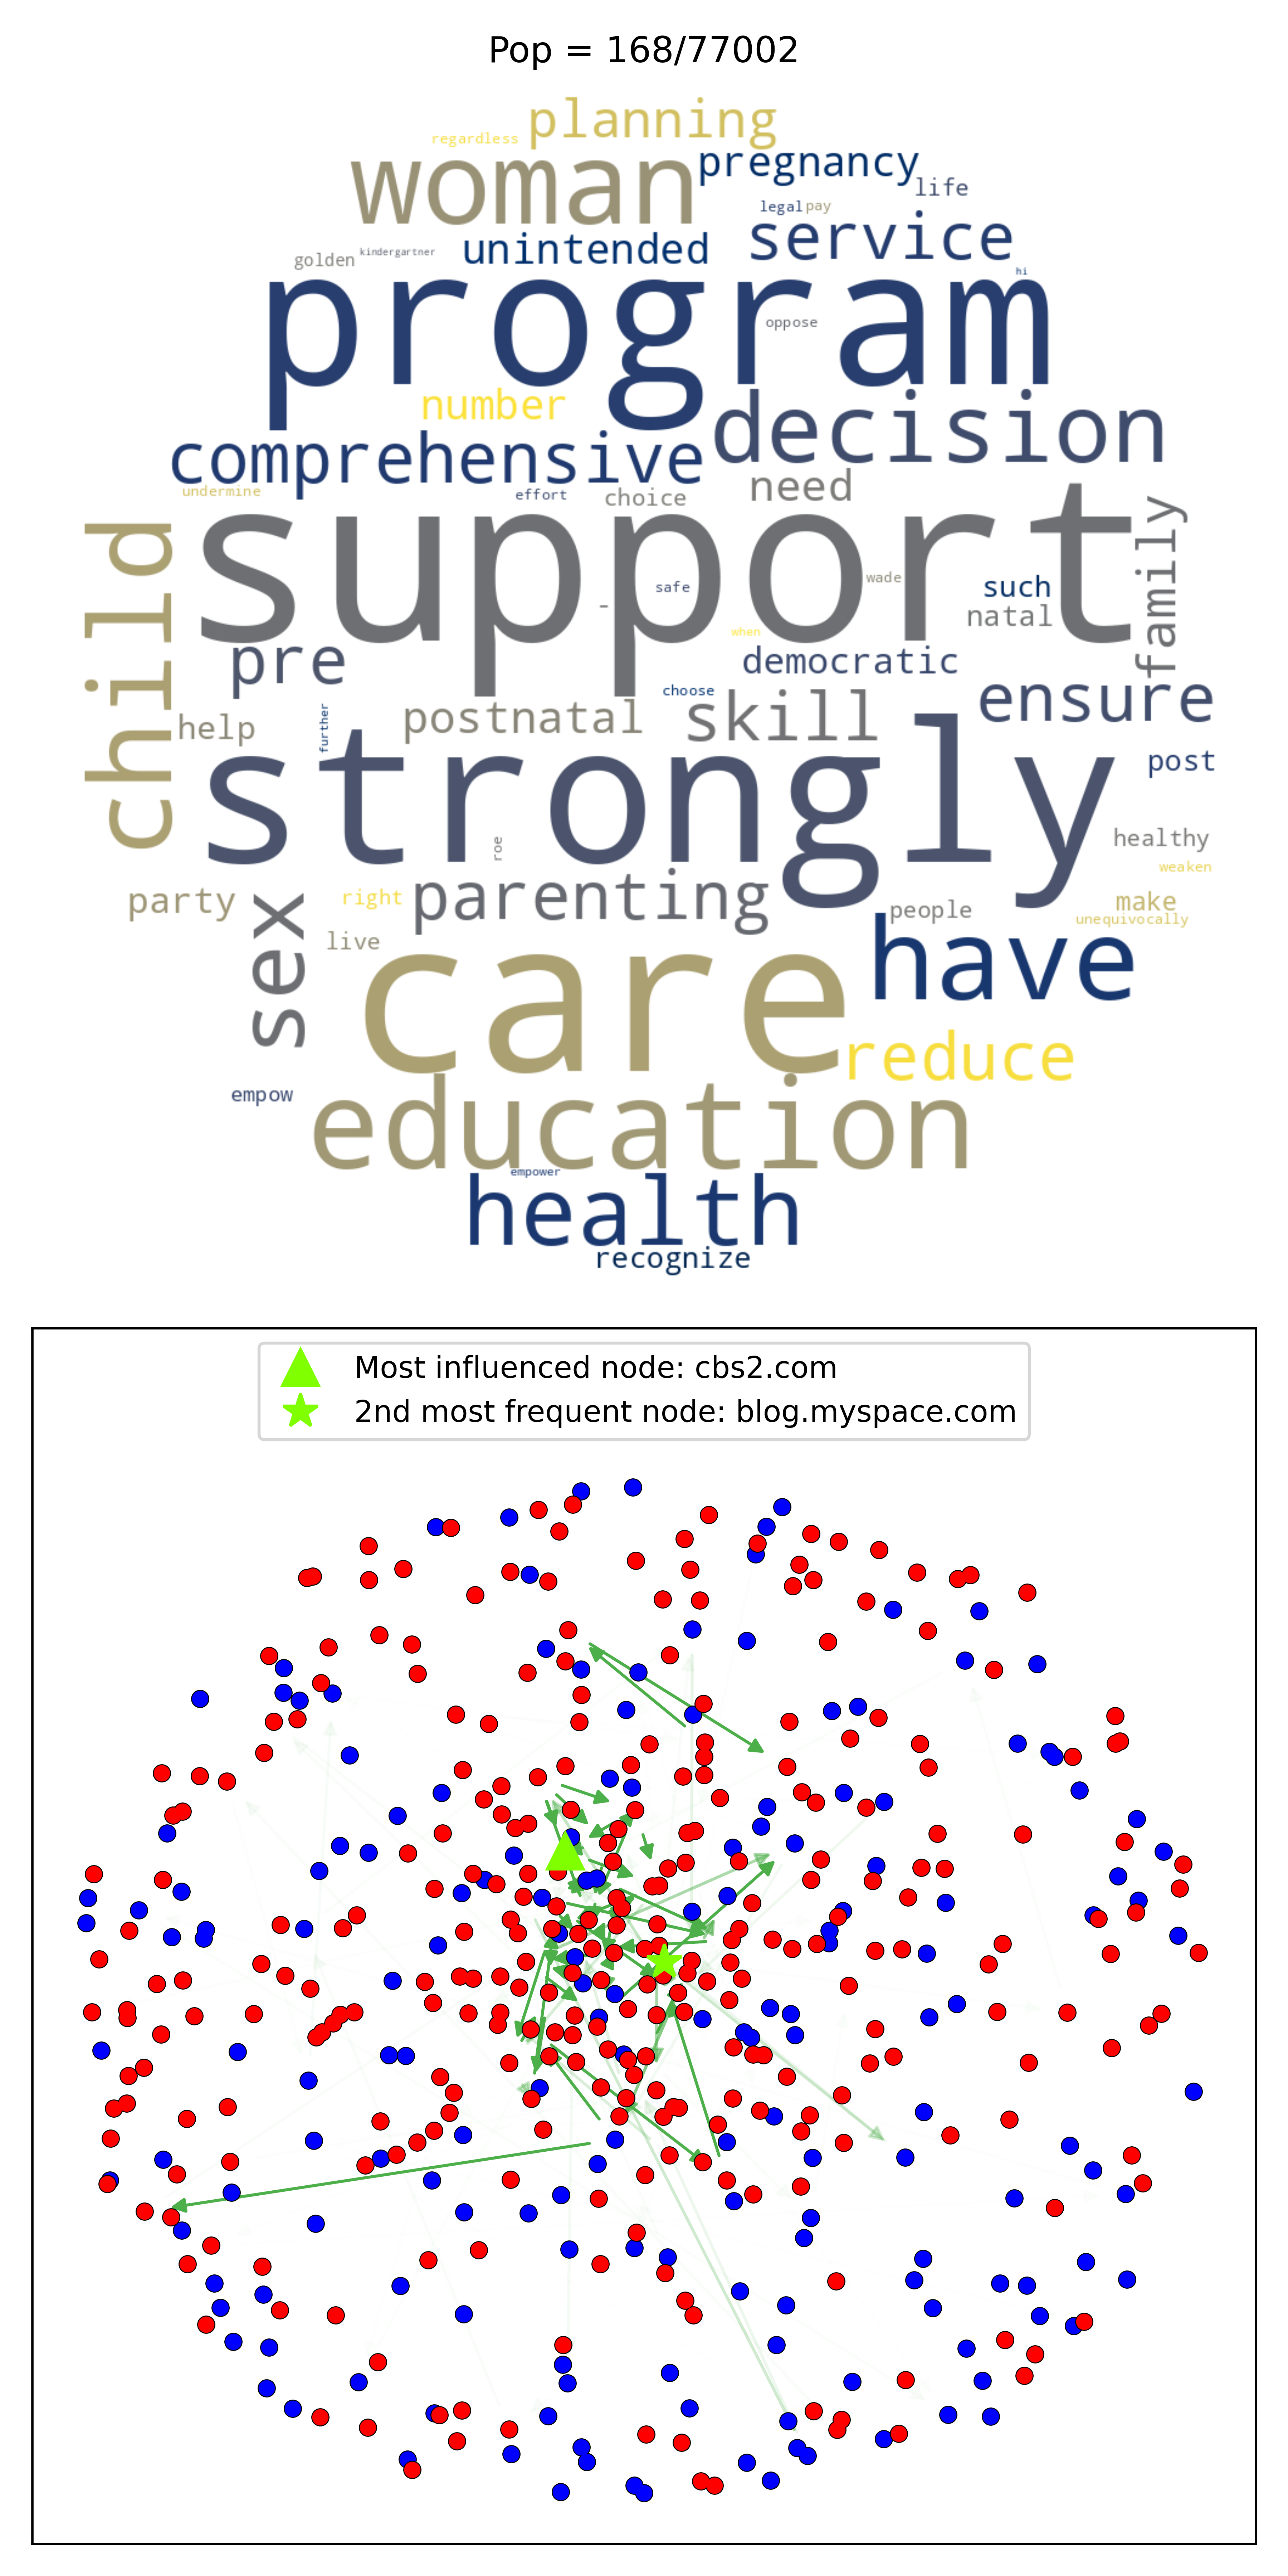 Pop = 168/77002
planning
regardless
woman
pregnancy
life
legal
pay
service
unintended
kindergartner
golden
hi
program
oppose
number
decision
comprehensive
need
undermine
effort
choice
family
child
support
wade
safe
such
-
natal
when
pre
democratic
choose
ensure
skill
postnatal
help
further
strongly
post
healthy
roe
weaken
sex
parenting
right
party
make
people
unequivocally
live
have
care
reduce
empow
education
empower
health
recognize
Most influenced node: cbs2.com
2nd most frequent node: blog.myspace.com